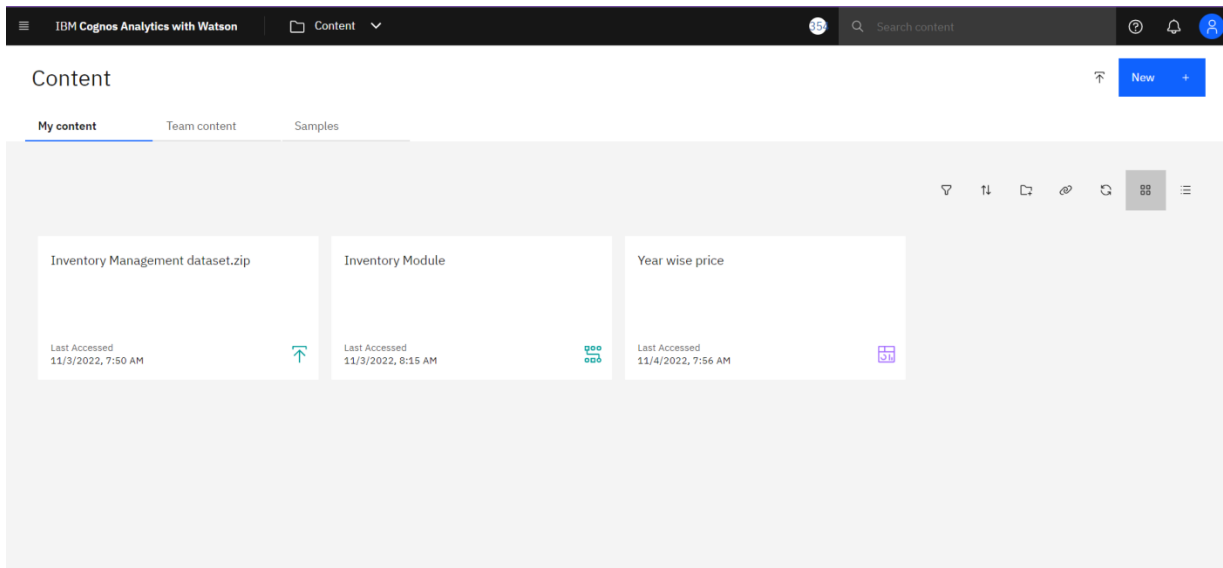 IBM Cognos Analytics with Watson
Content
354
Search content
Content
New +
My content
Team content
Samples
Inventory Management dataset.zip
Last Accessed
11/3/2022, 7:50 AM
Inventory Module
Last Accessed
11/3/2022, 8:15 AM
Year wise price
Last Accessed
11/4/2022, 7:56 AM